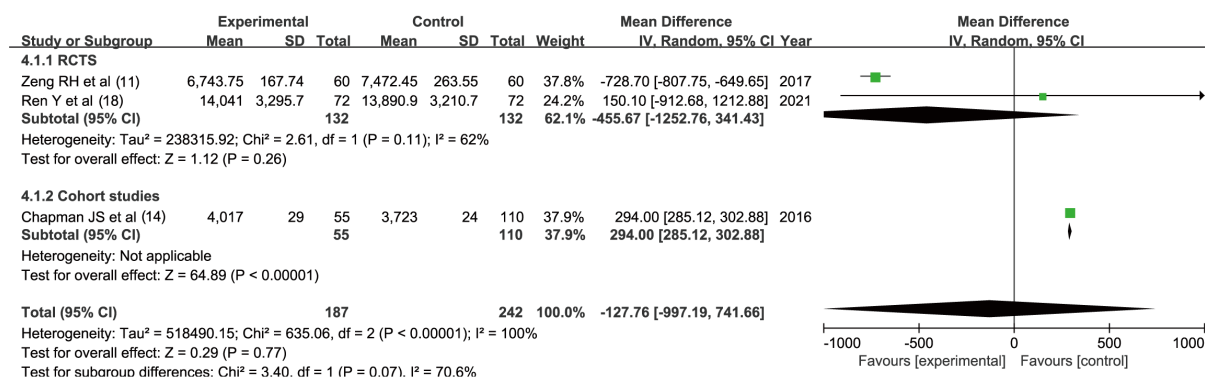 Experimental Control Mean Difference Mean Difference
Study or Subgroup Mean SD Total Mean SD Total Weight IV, Random, 95% CI Year IV, Random, 95% CI
4.1.1 RCTS
Zeng RH et al (11) 6,743.75 167.74 60 7,472.45 263.55 60 37.8% -728.70 [-807.75, -649.65] 2017
Ren Y et al (18) 14,041 3,295.7 72 13,890.9 3,210.7 72 24.2% 150.10 [-912.68, 1212.88] 2021
Subtotal (95% CI) 132 132 62.1% -455.67 [-1252.76, 341.43]
Heterogeneity: Tau² = 238315.92; Chi² = 2.61, df = 1 (P = 0.11); I² = 62%
Test for overall effect: Z = 1.12 (P = 0.26)
4.1.2 Cohort studies
Chapman JS et al (14) 4,017 29 55 3,723 24 110 37.9% 294.00 [285.12, 302.88] 2016
Subtotal (95% CI) 55 110 37.9% 294.00 [285.12, 302.88]
Heterogeneity: Not applicable
Test for overall effect: Z = 64.89 (P < 0.00001)
Total (95% CI) 187 242 100.0% -127.76 [-997.19, 741.66]
Heterogeneity: Tau² = 518490.15; Chi² = 635.06, df = 2 (P < 0.00001); I² = 100%
Test for overall effect: Z = 0.29 (P = 0.77)
Test for subgroup differences: Chi² = 3.40, df = 1 (P = 0.07), I² = 70.6%
-1000 -500 0 500 1000
Favours [experimental] Favours [control]